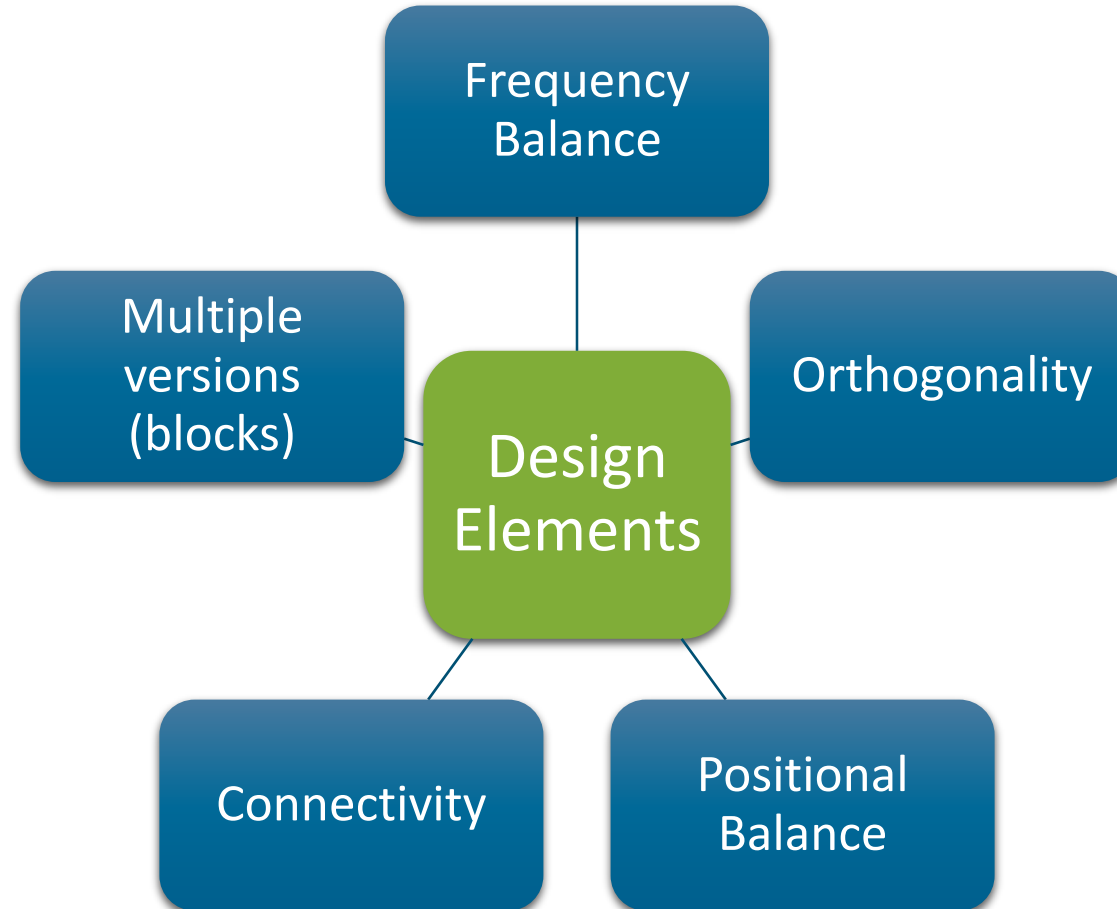 Frequency
Balance
Multiple
versions
(blocks)
Orthogonality
Design
Elements
Connectivity
Positional
Balance